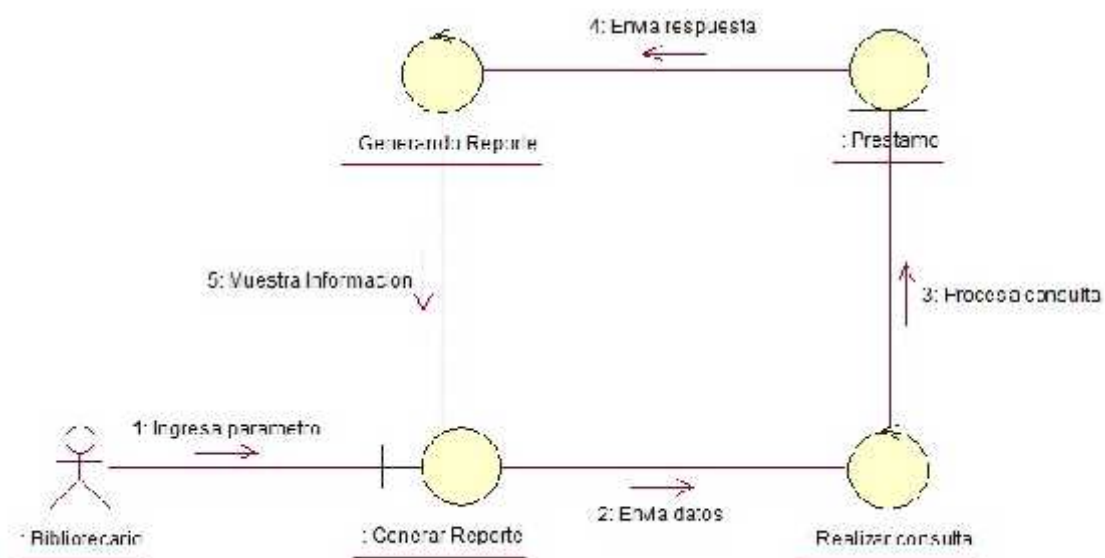 4: Envia respuesta
Generando Reporte
: Prestamo
5: Muestra Informacion
3: Procesa consulta
1: Ingresa parametro
2: Envia datos
: Bibliotecario
: Generar Reporte
Realizar consulta